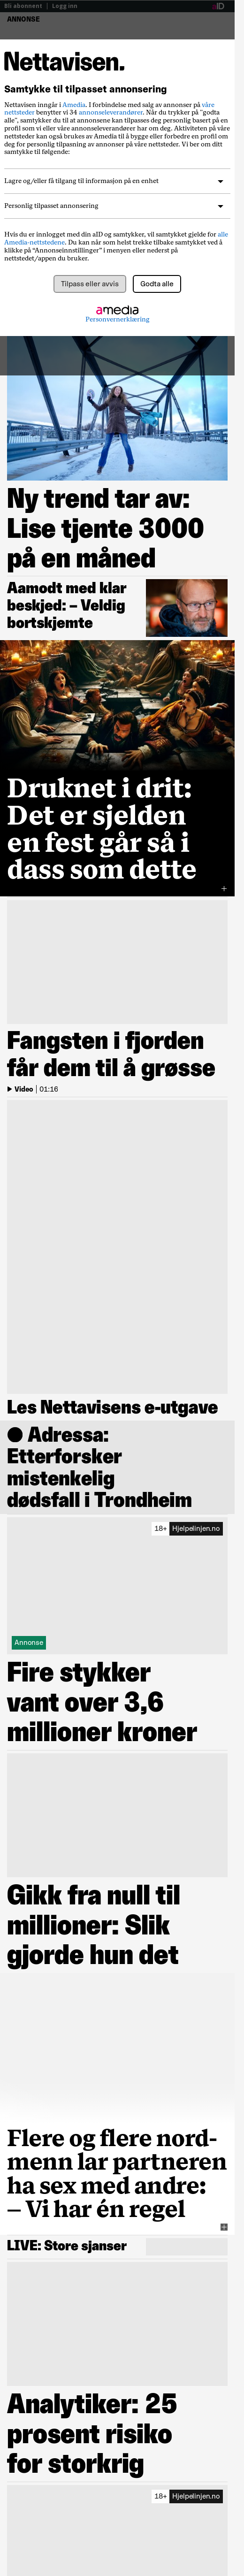 Bli abonnent | Logg inn
aID
ANNONSE
Nettavisen.
Samtykke til tilpasset annonsering
Nettavisen inngår i Amedia. I forbindelse med salg av annonser på våre
nettsteder benytter vi 34 annonseleverandører. Når du trykker på "godta
alle", samtykker du til at annonsene kan tilpasses deg personlig basert på en
profil som vi eller våre annonseleverandører har om deg. Aktiviteten på våre
nettsteder kan også brukes av Amedia til å bygge eller forbedre en profil om
deg for personlig tilpasning av annonser på våre nettsteder. Vi ber om ditt
samtykke til følgende:
Lagre og/eller få tilgang til informasjon på en enhet
Personlig tilpasset annonsering
Hvis du er innlogget med din aID og samtykker, vil samtykket gjelde for alle
Amedia-nettstedene. Du kan når som helst trekke tilbake samtykket ved å
klikke på "Annonseinnstillinger" i menyen eller nederst på
nettstedet/appen du bruker.
Tilpass eller avvis
Godta alle
amedia
Personvernerklæring
Ny trend tar av:
Lise tjente 3000
på en måned
Aamodt med klar
beskjed: – Veldig
bortskjemte
Druknet i drit:
Det er sjelden
en fest går så i
dass som dette
Fangsten i fjorden
får dem til å grøsse
Video | 01:16
Les Nettavisens e-utgave
Adressa:
Etterforsker
mistenkelig
dødsfall i Trondheim
18+ Hjelpelinjen.no
Annonse
Fire stykker
vant over 3,6
millioner kroner
Gikk fra null til
millioner: Slik
gjorde hun det
Flere og flere nord-
menn lar partneren
ha sex med andre:
– Vi har én regel
LIVE: Store sjanser
Analytiker: 25
prosent risiko
for storkrig
18+ Hjelpelinjen.no